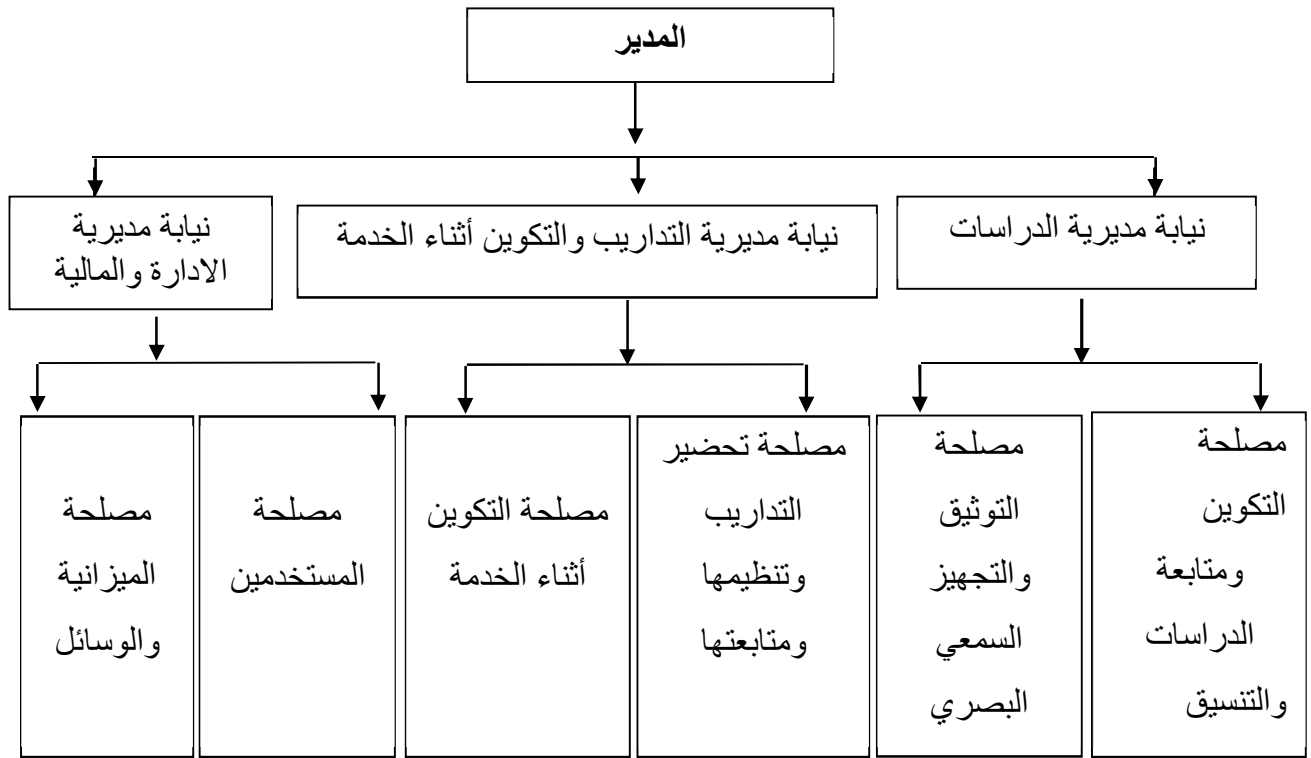 المدير
نيابة مديرية الدراسات
نيابة مديرية التداريب والتكوين أثناء الخدمة
نيابة مديرية
الادارة والمالية
مصلحة
التكوين
ومتابعة
الدراسات
والتنسيق
مصلحة
التوثيق
والتجهيز
السمعي
البصري
مصلحة تحضير
التداريب
وتنظيمها
ومتابعتها
مصلحة التكوين
أثناء الخدمة
مصلحة
المستخدمين
مصلحة
الميزانية
والوسائل